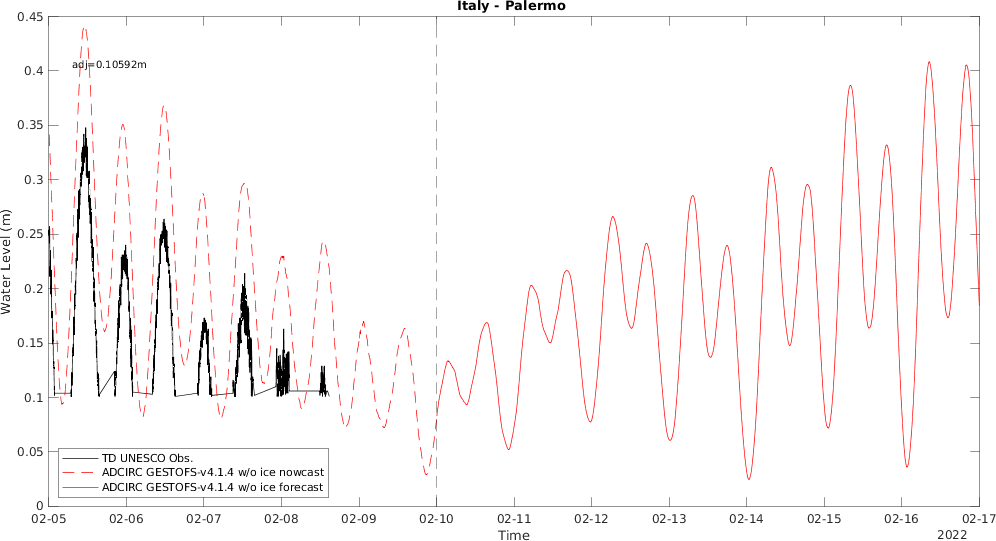 Italy - Palermo
0.45
0.4
0.35
0.3
0.25
0.2
0.15
0.1
0.05
0
Water Level (m)
adj=0.10592m
TD UNESCO Obs.
ADCIRC GESTOFS-v4.1.4 w/o ice nowcast
ADCIRC GESTOFS-v4.1.4 w/o ice forecast
02-05 02-06 02-07 02-08 02-09 02-10 02-11 02-12 02-13 02-14 02-15 02-16 02-17
Time
2022